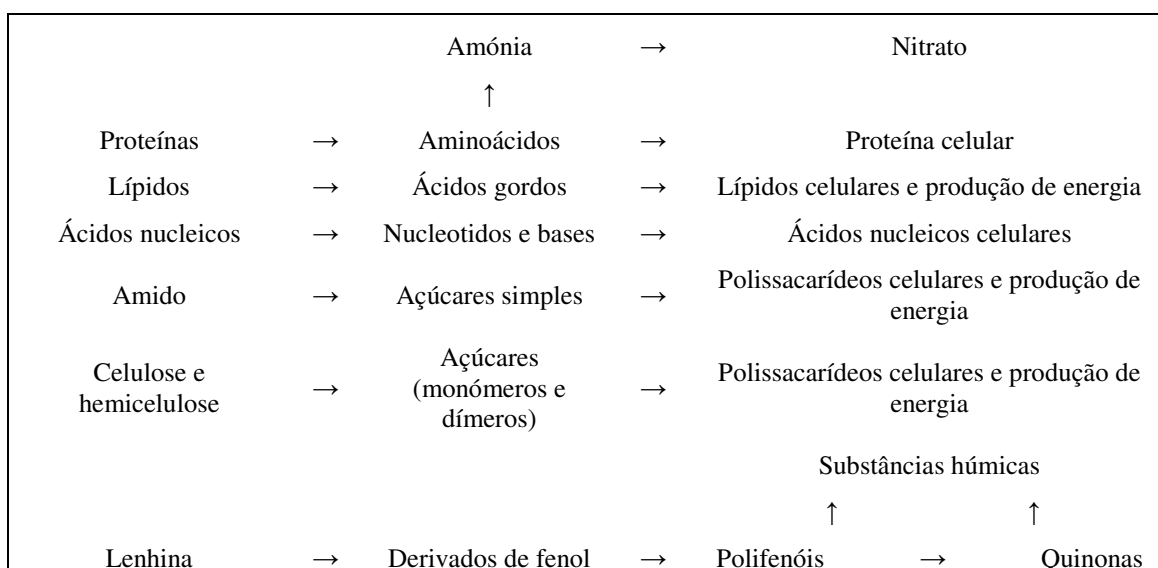 Amónia → Nitrato
↑
Proteínas → Aminoácidos → Proteína celular
Lípidos → Ácidos gordos → Lípidos celulares e produção de energia
Ácidos nucleicos → Nucleotidos e bases → Ácidos nucleicos celulares
Amido → Açúcares simples → Polissacarídeos celulares e produção de
energia
Celulose e
hemicelulose → Açúcares
(monómeros e
dímeros) → Polissacarídeos celulares e produção de
energia
Substâncias húmicas
↑ ↑
Lenhina → Derivados de fenol → Polifenóis → Quinonas